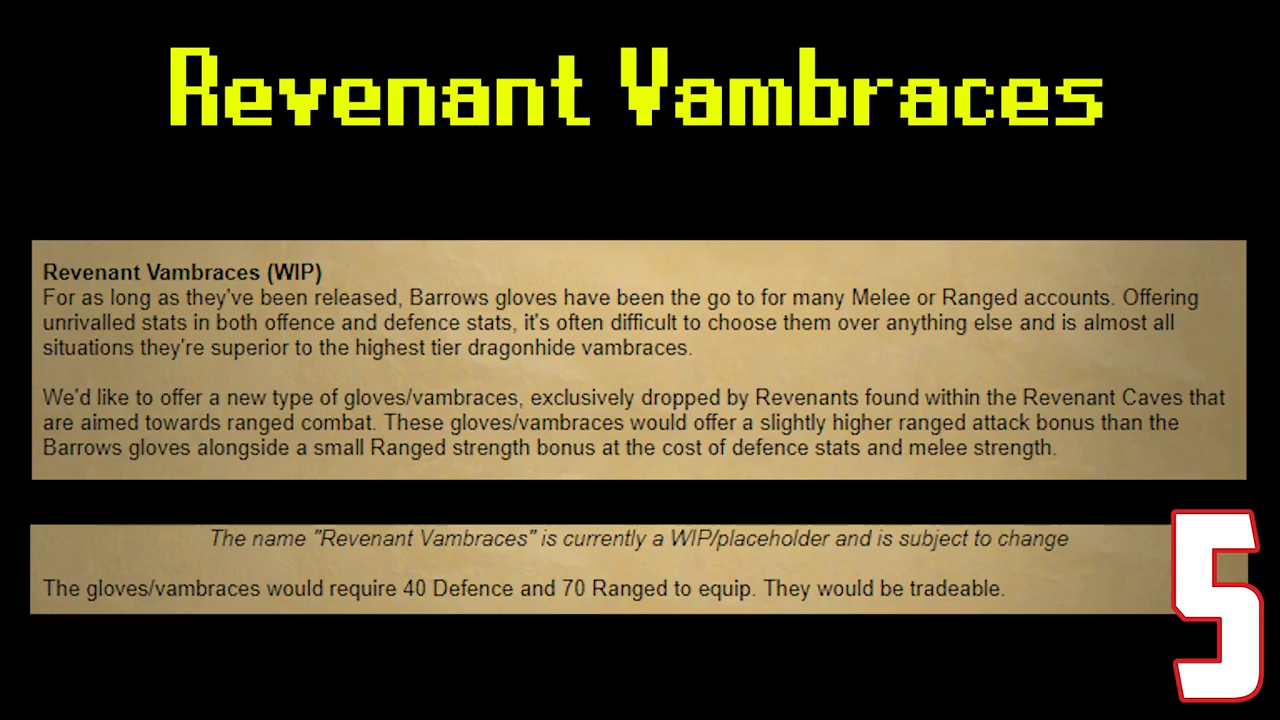 Revenant Vambraces
Revenant Vambraces (WIP)
For as long as they've been released, Barrows gloves have been the go to for many Melee or Ranged accounts. Offering
unrivalled stats in both offence and defence stats, it's often difficult to choose them over anything else and is almost all
situations they're superior to the highest tier dragonhide vambraces.
We'd like to offer a new type of gloves/vambraces, exclusively dropped by Revenants found within the Revenant Caves that
are aimed towards ranged combat. These gloves/vambraces would offer a slightly higher ranged attack bonus than the
Barrows gloves alongside a small Ranged strength bonus at the cost of defence stats and melee strength.
The name "Revenant Vambraces" is currently a WIP/placeholder and is subject to change
The gloves/vambraces would require 40 Defence and 70 Ranged to equip. They would be tradeable.
5